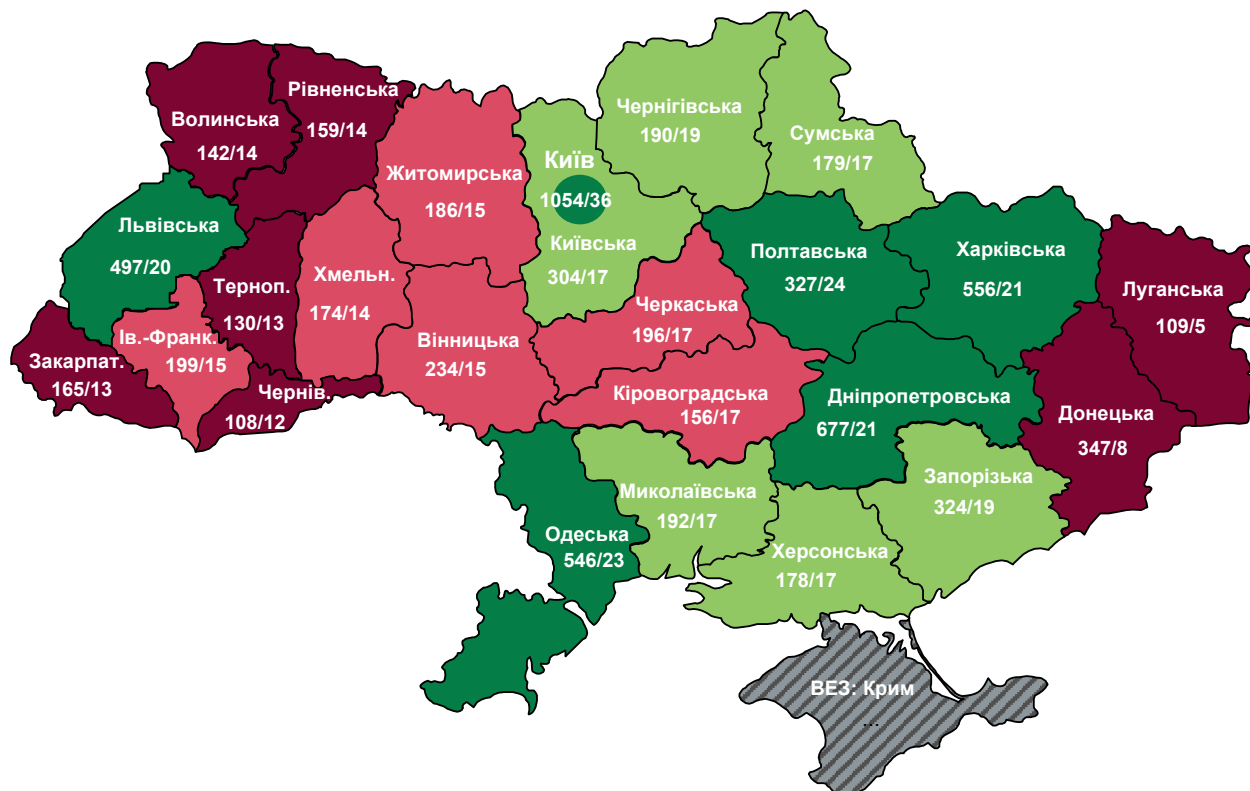 Волинська
142/14
Рівненська
159/14
Житомирська
186/15
Київ
1054/36
Київська
304/17
Чернігівська
190/19
Сумська
179/17
Львівська
497/20
Терноп.
130/13
Хмельн.
174/14
Вінницька
234/15
Черкаська
196/17
Полтавська
327/24
Харківська
556/21
Луганська
109/5
Закарпат.
165/13
Ів.-Франк.
199/15
Чернів.
108/12
Кіровоградська
156/17
Дніпропетровська
677/21
Донецька
347/8
Одеська
546/23
Миколаївська
192/17
Херсонська
178/17
Запорізька
324/19
ВЕЗ: Крим
...